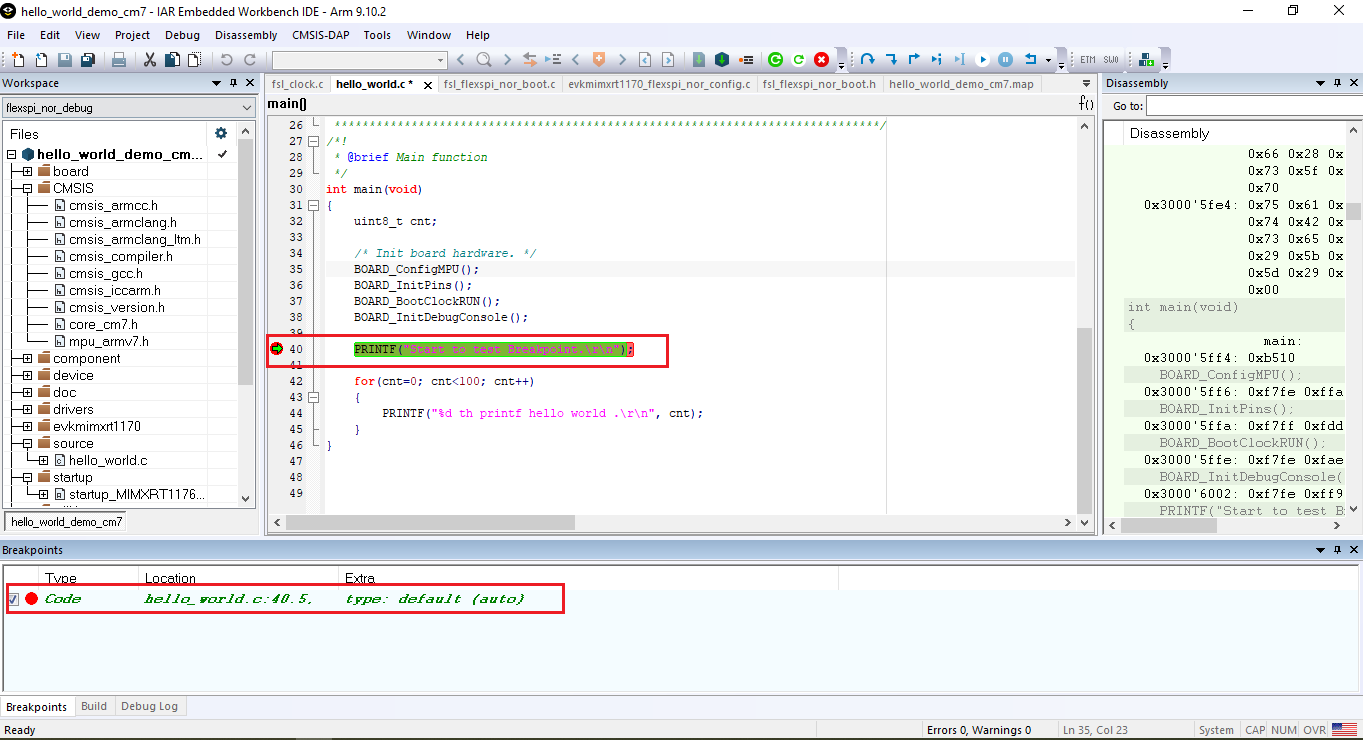 hello_world_demo_cm7 - IAR Embedded Workbench IDE - Arm 9.10.2
File Edit View Project Debug Disassembly CMSIS-DAP Tools Window Help
ETM SWO
Workspace
flexspi_nor_debug
Files
hello_world_demo_cm...
board
CMSIS
cmsis_armcc.h
cmsis_armclang.h
cmsis_armclang_ltm.h
cmsis_compiler.h
cmsis_gcc.h
cmsis_iccarm.h
cmsis_version.h
core_cm7.h
mpu_armv7.h
component
device
doc
drivers
evkmimxrt1170
source
hello_world.c
startup
startup_MIMXRT1176...
hello_world_demo_cm7
fsl_clock.c hello_world.c * fsl_flexspi_nor_boot.c evkmimxrt1170_flexspi_nor_config.c fsl_flexspi_nor_boot.h hello_world_demo_cm7.map
main() f()
26 ******************************************************************************/
27 /*!
28 * @brief Main function
29 */
30 int main(void)
31 {
32 uint8_t cnt;
33
34 /* Init board hardware. */
35 BOARD_ConfigMPU();
36 BOARD_InitPins();
37 BOARD_BootClockRUN();
38 BOARD_InitDebugConsole();
39
40 PRINTF("Start to test Breakpoint.\r\n");
41
42 for(cnt=0; cnt<100; cnt++)
43 {
44 PRINTF("%d th printf hello world .\r\n", cnt);
45 }
46 }
47
48
49
Disassembly
Go to:
Disassembly
0x66 0x28 0x
0x73 0x5f 0x
0x70
0x3000'5fe4: 0x75 0x61 0x
0x74 0x42 0x
0x73 0x65 0x
0x29 0x5b 0x
0x5d 0x29 0x
0x00
int main(void)
{
main:
0x3000'5ff4: 0xb510
BOARD_ConfigMPU();
0x3000'5ff6: 0xf7fe 0xffa
BOARD_InitPins();
0x3000'5ffa: 0xf7ff 0xfdd
BOARD_BootClockRUN();
0x3000'5ffe: 0xf7fe 0xfae
BOARD_InitDebugConsole(
0x3000'6002: 0xf7fe 0xff9
PRINTF("Start to test B
Breakpoints
Type Location Extra
Code hello_world.c:40.5, type: default (auto)
Breakpoints Build Debug Log
Ready Errors 0, Warnings 0 Ln 35, Col 23 System CAP NUM OVR